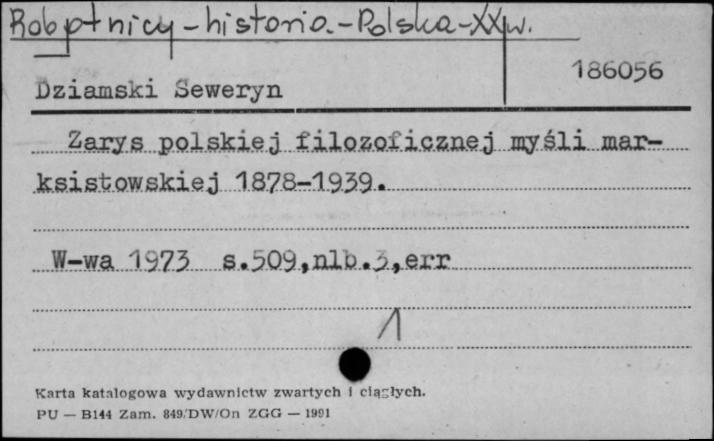 Robotnicy - historia. - Polska - XX w.
186056
Dziamski Seweryn
Zarys polskiej filozoficznej myśli mar-
ksistowskiej 1878-1939.
W-wa 1973 s.509,nlb.3,err
1
Karta katalogowa wydawnictw zwartych i ciągłych.
PU — B144 Zam. 849/DW/On ZGG — 1991